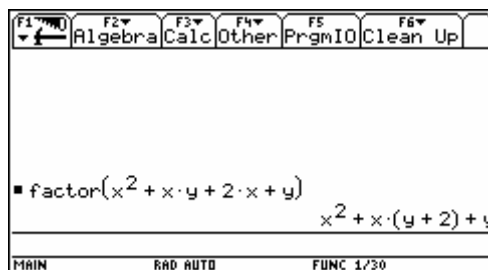 F1 F2 Algebra F3 Calc F4 Other F5 PrgmIO F6 Clean Up
factor(x² + x·y + 2·x + y)
x² + x·(y + 2) + y
MAIN RAD AUTO FUNC 1/30